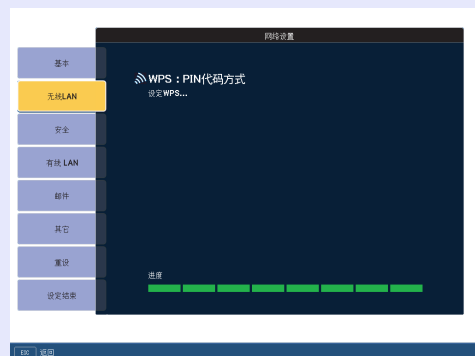 网络设置
基本
无线LAN
安全
有线 LAN
邮件
其它
重设
设定结束
WPS：PIN代码方式
设定WPS...
进度
ESC 返回